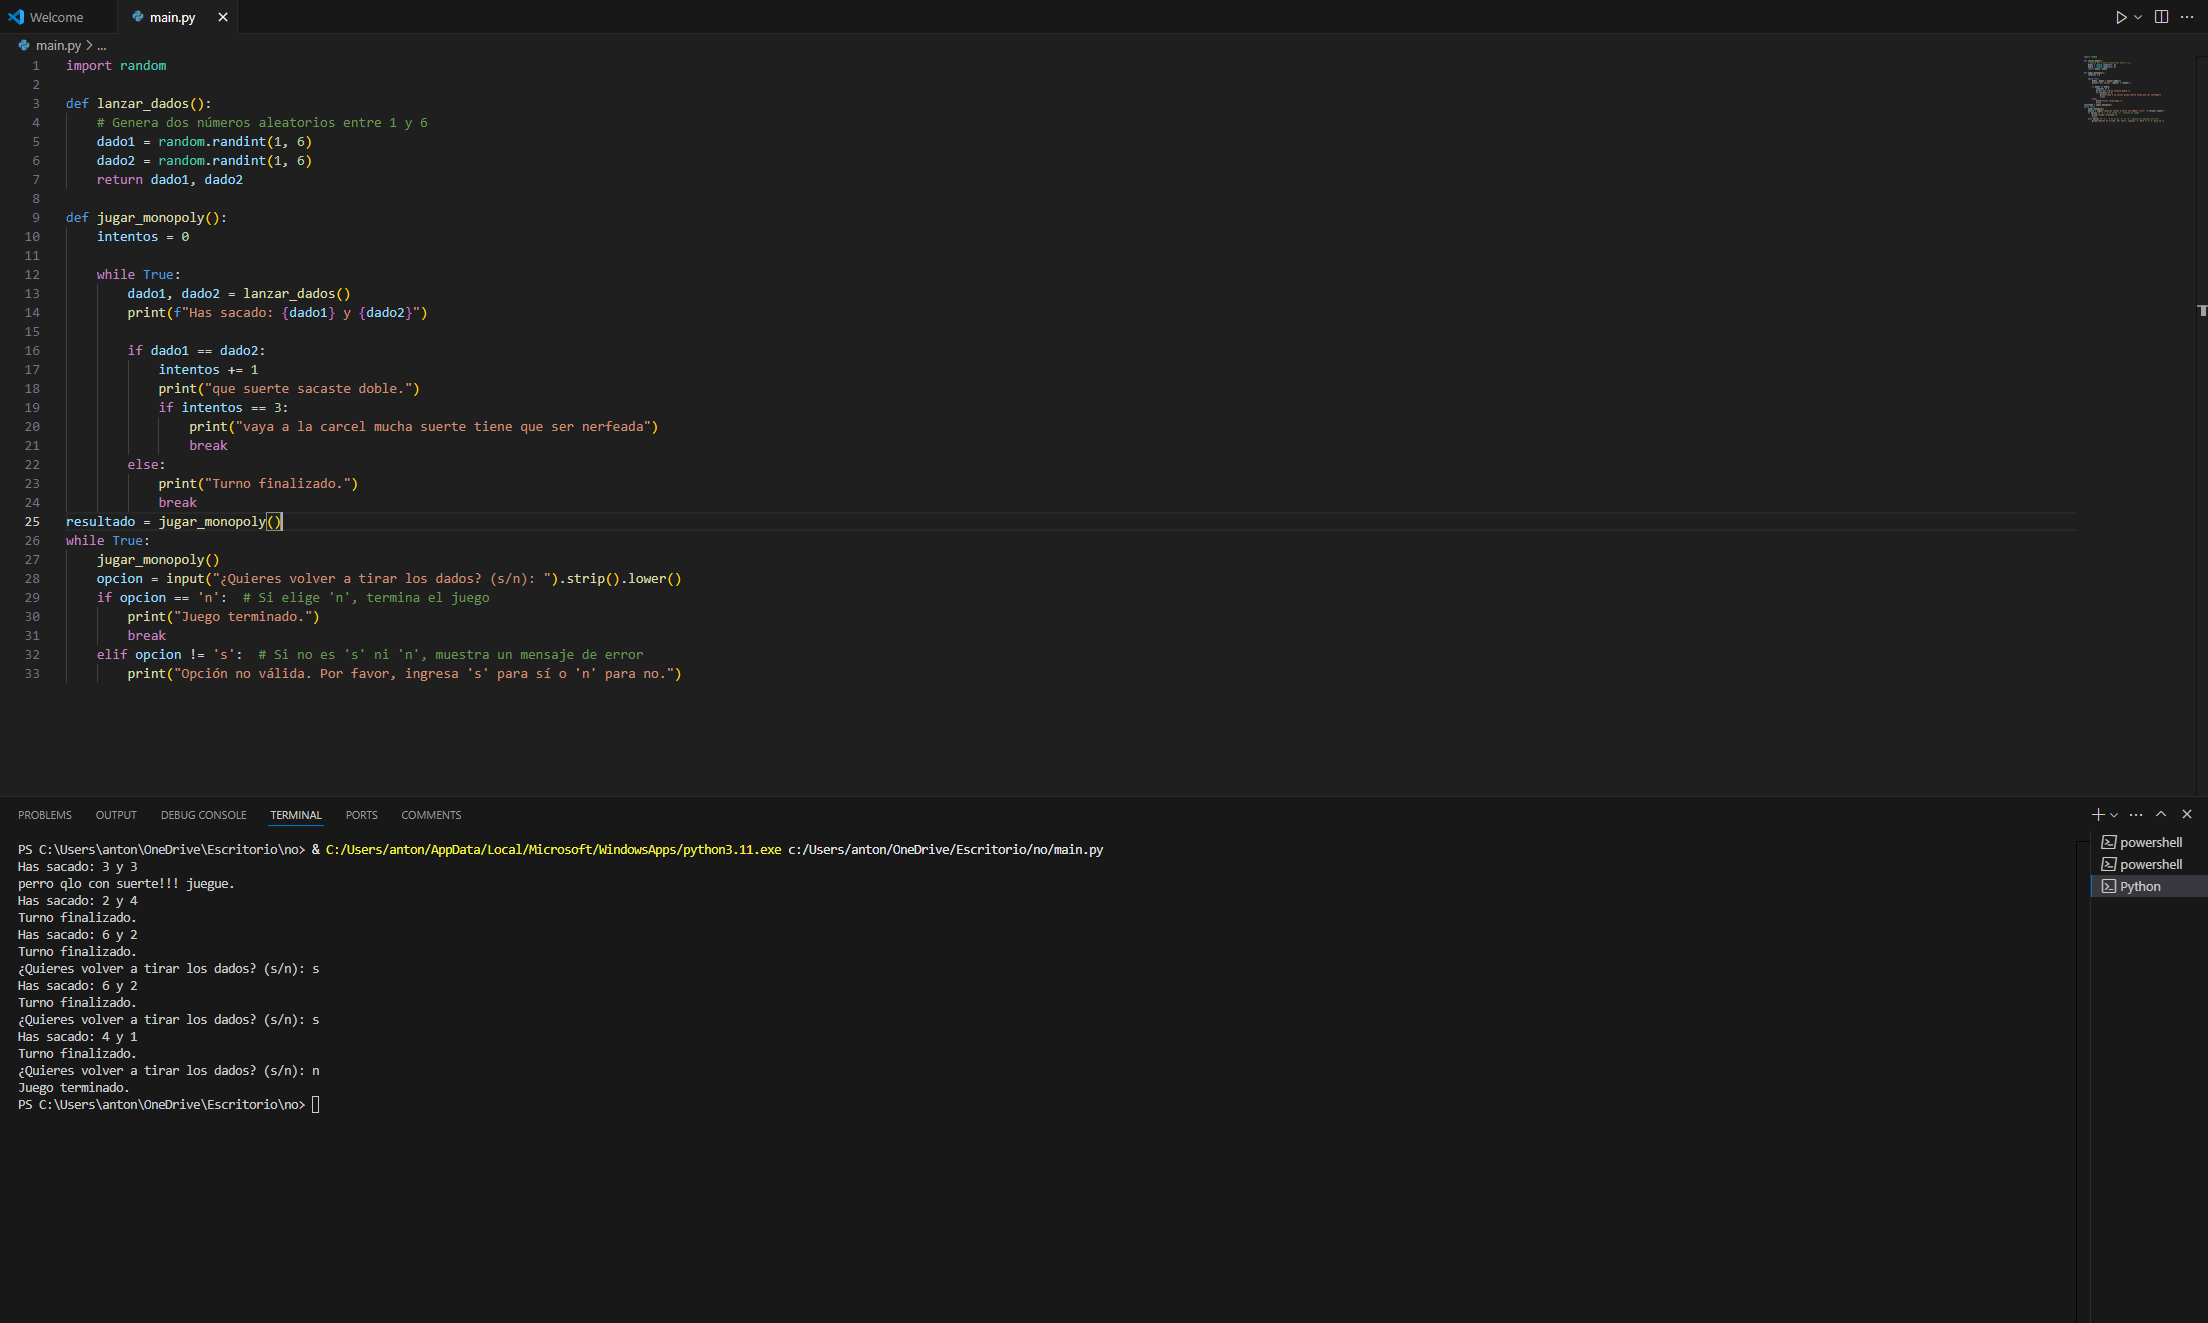 Welcome
main.py
main.py > ...
1 import random
2
3 def lanzar_dados():
4     # Genera dos números aleatorios entre 1 y 6
5     dado1 = random.randint(1, 6)
6     dado2 = random.randint(1, 6)
7     return dado1, dado2
8
9 def jugar_monopoly():
10     intentos = 0
11
12     while True:
13         dado1, dado2 = lanzar_dados()
14         print(f"Has sacado: {dado1} y {dado2}")
15
16         if dado1 == dado2:
17             intentos += 1
18             print("que suerte sacaste doble.")
19             if intentos == 3:
20                 print("vaya a la carcel mucha suerte tiene que ser nerfeada")
21                 break
22         else:
23             print("Turno finalizado.")
24             break
25 resultado = jugar_monopoly()
26 while True:
27     jugar_monopoly()
28     opcion = input("¿Quieres volver a tirar los dados? (s/n): ").strip().lower()
29     if opcion == 'n':  # Si elige 'n', termina el juego
30         print("Juego terminado.")
31         break
32     elif opcion != 's':  # Si no es 's' ni 'n', muestra un mensaje de error
33         print("Opción no válida. Por favor, ingresa 's' para sí o 'n' para no.")
PROBLEMS OUTPUT DEBUG CONSOLE TERMINAL PORTS COMMENTS
PS C:\Users\anton\OneDrive\Escritorio\no> & C:/Users/anton/AppData/Local/Microsoft/WindowsApps/python3.11.exe c:/Users/anton/OneDrive/Escritorio/no/main.py
Has sacado: 3 y 3
perro qlo con suerte!!! juegue.
Has sacado: 2 y 4
Turno finalizado.
Has sacado: 6 y 2
Turno finalizado.
¿Quieres volver a tirar los dados? (s/n): s
Has sacado: 6 y 2
Turno finalizado.
¿Quieres volver a tirar los dados? (s/n): s
Has sacado: 4 y 1
Turno finalizado.
¿Quieres volver a tirar los dados? (s/n): n
Juego terminado.
PS C:\Users\anton\OneDrive\Escritorio\no>
powershell
powershell
Python